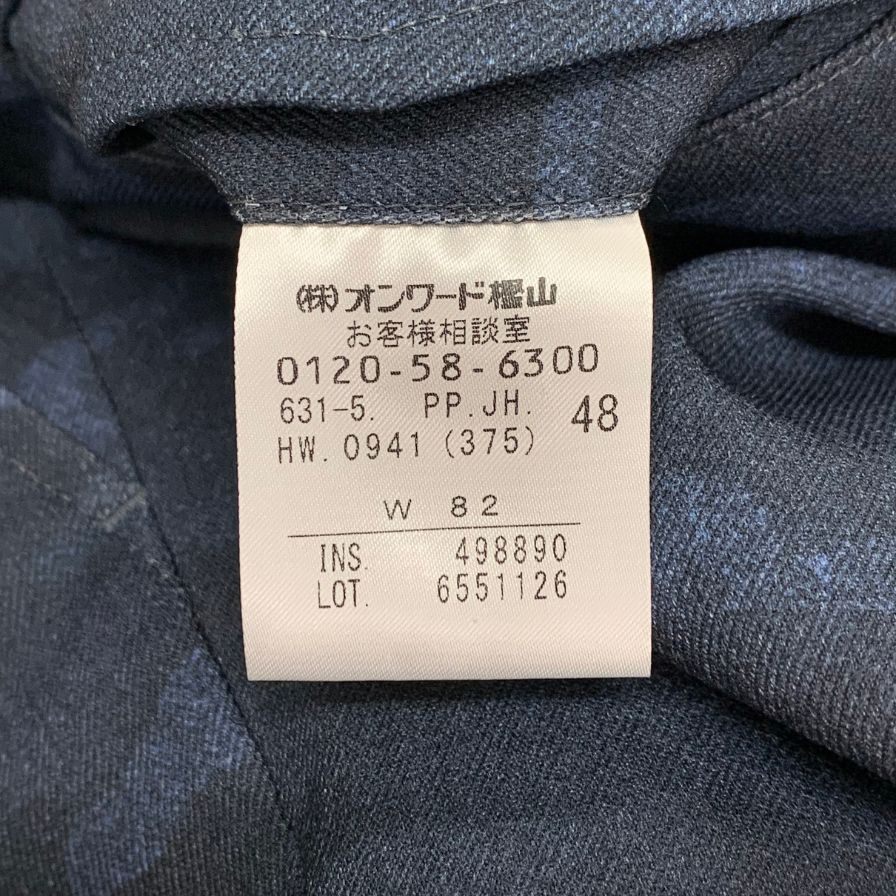 (株)オンワード樫山
お客様相談室
0120-58-6300
631-5. PP.JH. 48
HW.0941(375)
W 82
INS. 498890
LOT. 6551126